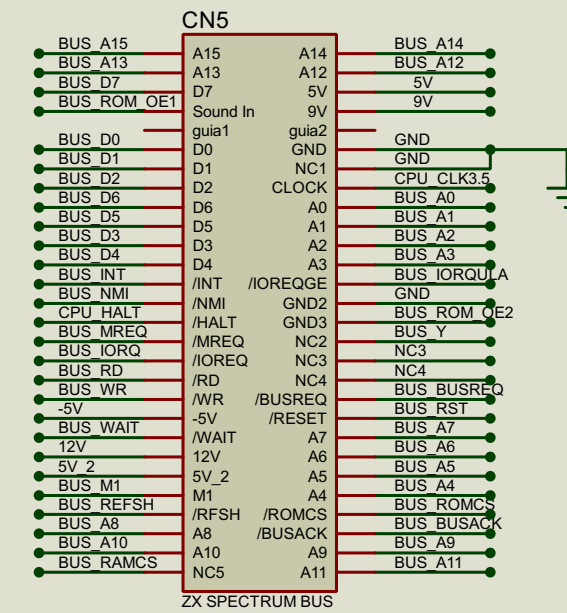 CN5
BUS_A15 A15 A14 BUS_A14
BUS_A13 A13 A12 BUS_A12
BUS_D7 D7 5V 5V
BUS_ROM_OE1 Sound In 9V 9V
guia1 guia2
BUS_D0 D0 GND GND
BUS_D1 D1 NC1 GND
BUS_D2 D2 CLOCK CPU_CLK3.5
BUS_D6 D6 A0 BUS_A0
BUS_D5 D5 A1 BUS_A1
BUS_D3 D3 A2 BUS_A2
BUS_D4 D4 A3 BUS_A3
BUS_INT /INT /IOREQGE BUS_IORQULA
BUS_NMI /NMI GND2 GND
CPU_HALT /HALT GND3 BUS_ROM_OE2
BUS_MREQ /MREQ NC2 BUS_Y
BUS_IORQ /IOREQ NC3 NC3
BUS_RD /RD NC4 NC4
BUS_WR /WR /BUSREQ BUS_BUSREQ
-5V -5V /RESET BUS_RST
BUS_WAIT /WAIT A7 BUS_A7
12V 12V A6 BUS_A6
5V_2 5V_2 A5 BUS_A5
BUS_M1 M1 A4 BUS_A4
BUS_REFSH /RFSH /ROMCS BUS_ROMCS
BUS_A8 A8 /BUSACK BUS_BUSACK
BUS_A10 A10 A9 BUS_A9
BUS_RAMCS NC5 A11 BUS_A11
ZX SPECTRUM BUS